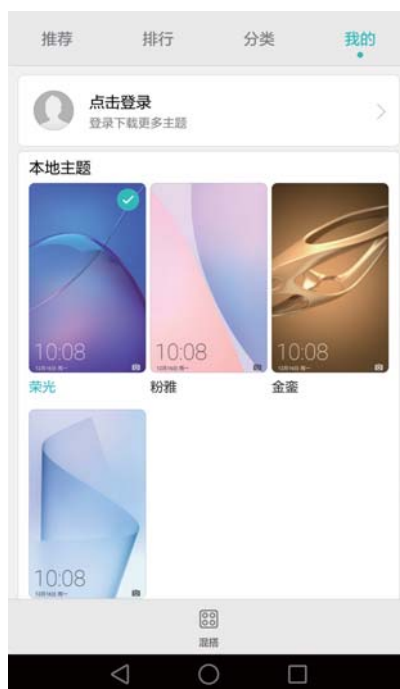 推荐 排行 分类 我的
点击登录
登录下载更多主题
本地主题
10:08 10:08 10:08
荣光 粉雅 金銮
10:08
混搭